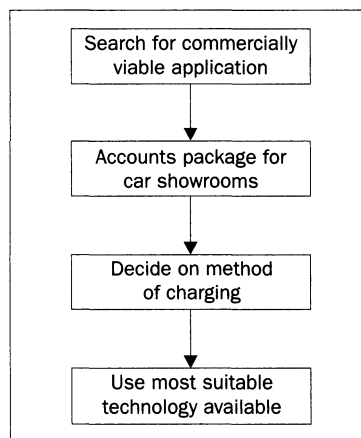 Search for commercially
viable application
Accounts package for
car showrooms
Decide on method
of charging
Use most suitable
technology available